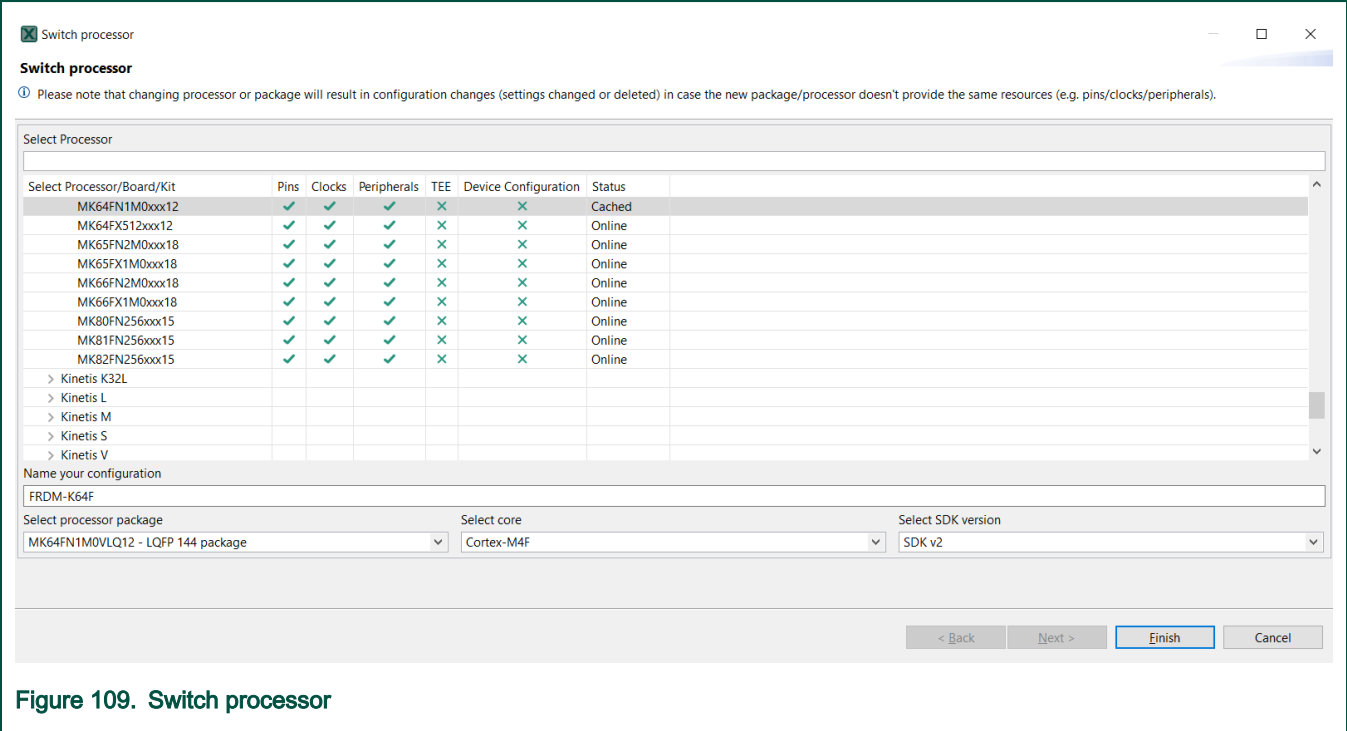 Switch processor
Switch processor
Please note that changing processor or package will result in configuration changes (settings changed or deleted) in case the new package/processor doesn't provide the same resources (e.g. pins/clocks/peripherals).
Select Processor
Select Processor/Board/Kit Pins Clocks Peripherals TEE Device Configuration Status
MK64FN1M0xxx12 ✓ ✓ ✓ ✕ ✕ Cached
MK64FX512xxx12 ✓ ✓ ✓ ✕ ✕ Online
MK65FN2M0xxx18 ✓ ✓ ✓ ✕ ✕ Online
MK65FX1M0xxx18 ✓ ✓ ✓ ✕ ✕ Online
MK66FN2M0xxx18 ✓ ✓ ✓ ✕ ✕ Online
MK66FX1M0xxx18 ✓ ✓ ✓ ✕ ✕ Online
MK80FN256xxx15 ✓ ✓ ✓ ✕ ✕ Online
MK81FN256xxx15 ✓ ✓ ✓ ✕ ✕ Online
MK82FN256xxx15 ✓ ✓ ✓ ✕ ✕ Online
> Kinetis K32L
> Kinetis L
> Kinetis M
> Kinetis S
> Kinetis V
Name your configuration
FRDM-K64F
Select processor package Select core Select SDK version
MK64FN1M0VLQ12 - LQFP 144 package Cortex-M4F SDK v2
< Back Next > Finish Cancel
Figure 109. Switch processor